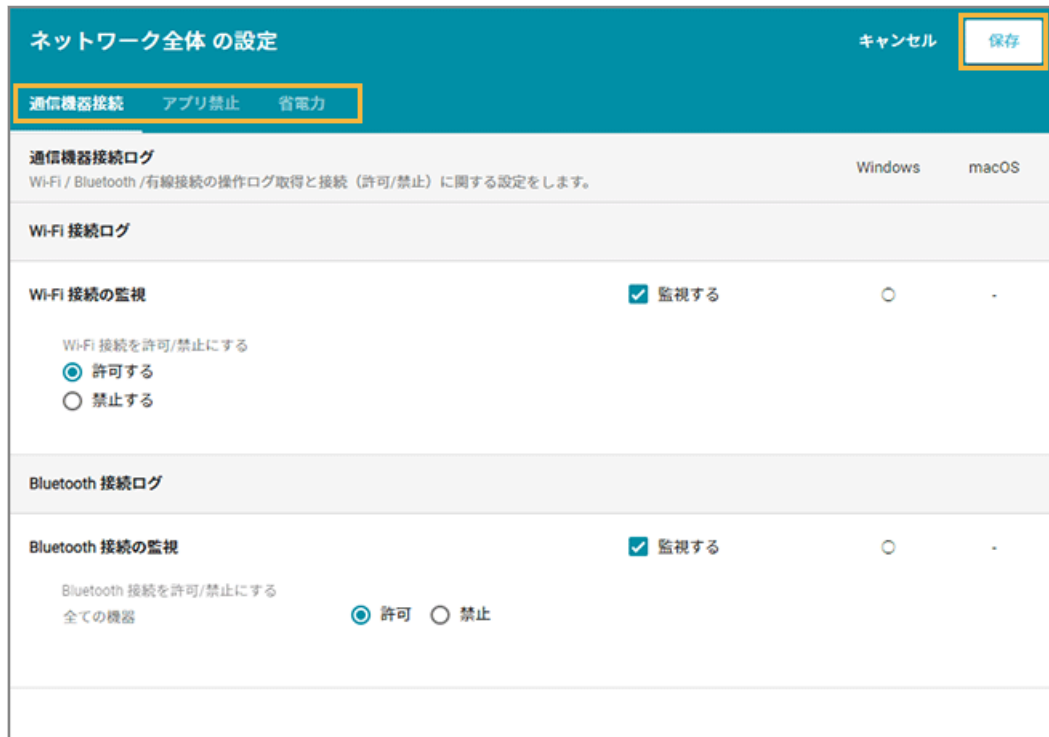 ネットワーク全体 の設定 キャンセル 保存
通信機器接続 アプリ禁止 省電力
通信機器接続ログ Windows macOS
Wi-Fi / Bluetooth /有線接続の操作ログ取得と接続（許可/禁止）に関する設定をします。
Wi-Fi 接続ログ
Wi-Fi 接続の監視 監視する ○ -
Wi-Fi 接続を許可/禁止にする
許可する
禁止する
Bluetooth 接続ログ
Bluetooth 接続の監視 監視する ○ -
Bluetooth 接続を許可/禁止にする
全ての機器 許可 禁止